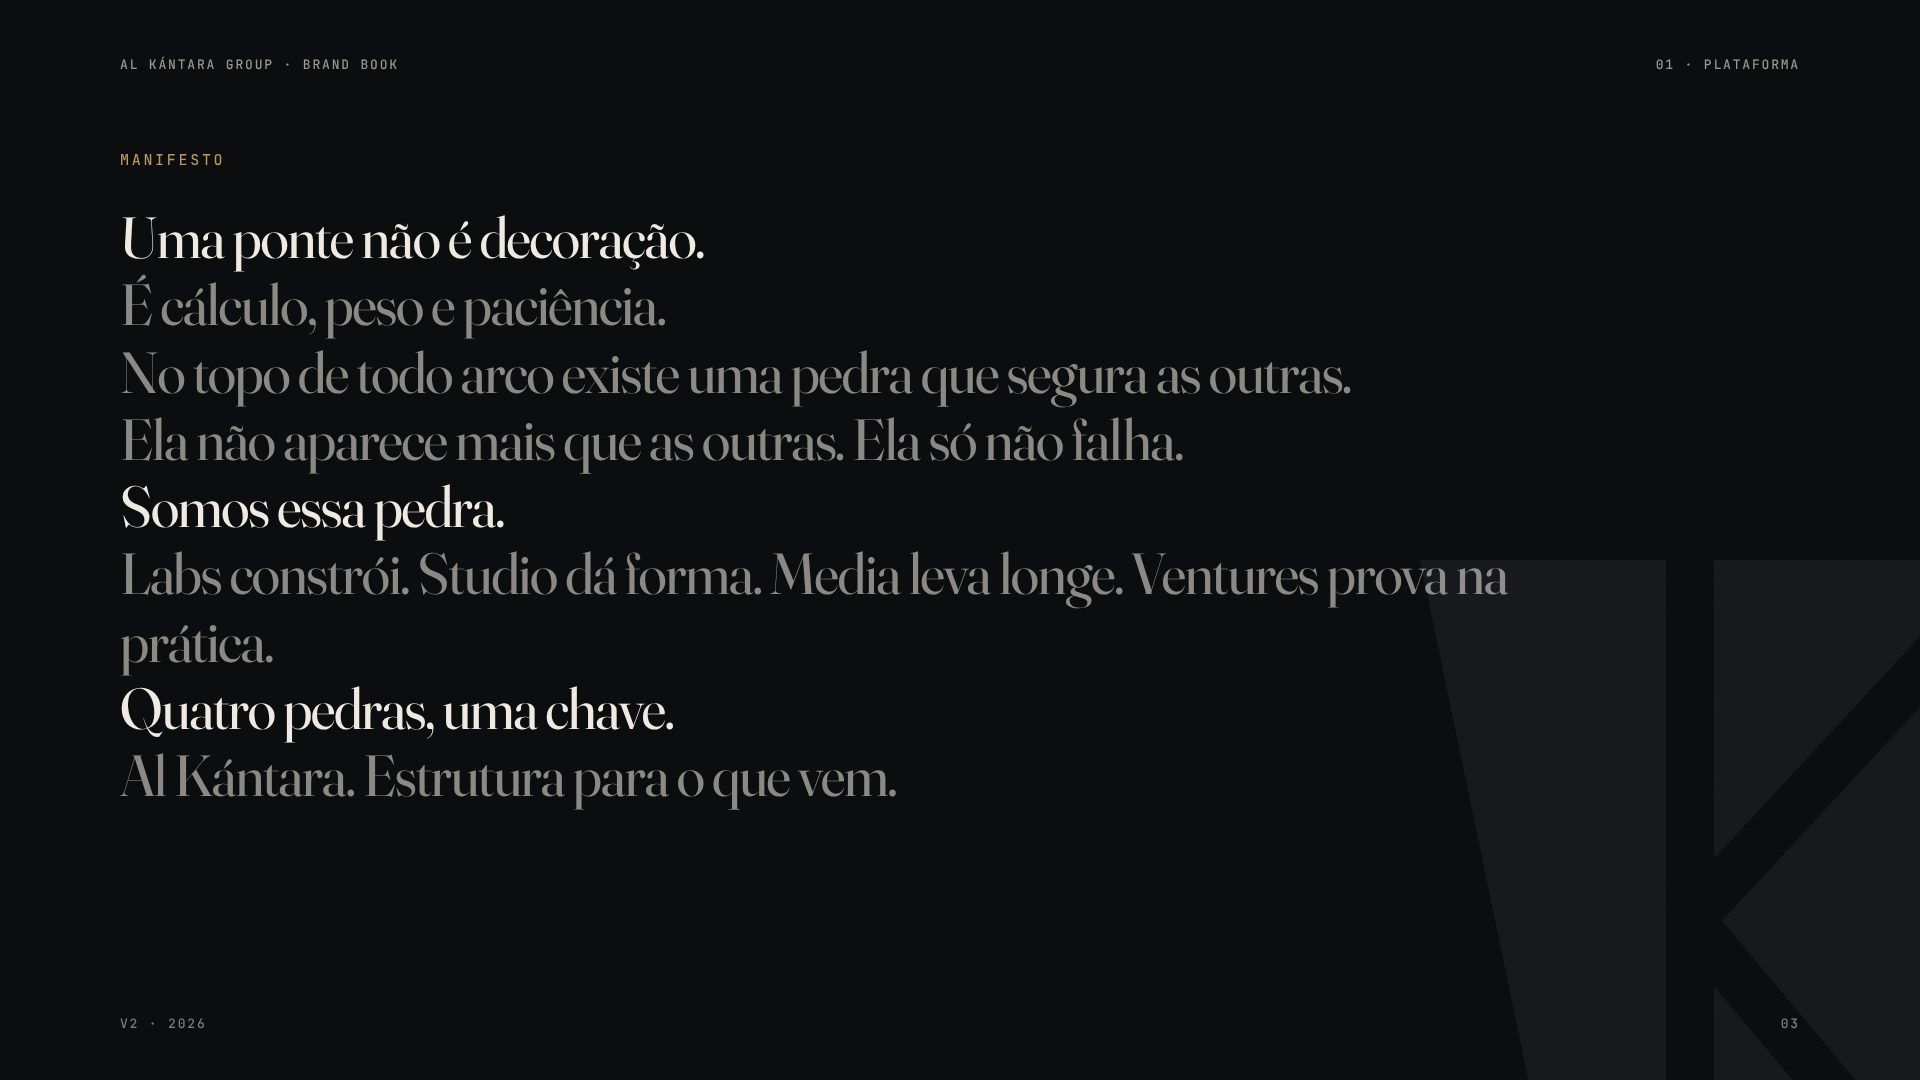 AL KÁNTARA GROUP · BRAND BOOK
01 · PLATAFORMA
MANIFESTO
Uma ponte não é decoração.
É cálculo, peso e paciência.
No topo de todo arco existe uma pedra que segura as outras.
Ela não aparece mais que as outras. Ela só não falha.
Somos essa pedra.
Labs constrói. Studio dá forma. Media leva longe. Ventures prova na
prática.
Quatro pedras, uma chave.
Al Kántara. Estrutura para o que vem.
V2 · 2026
03